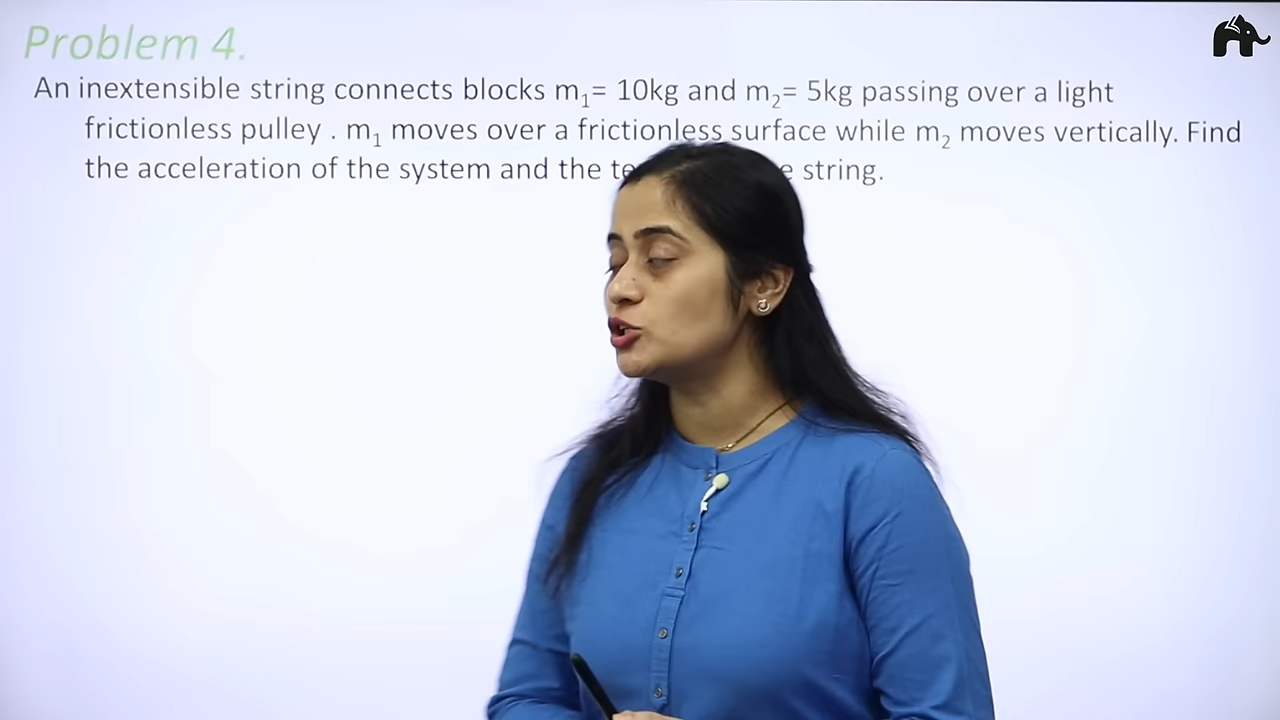 Problem 4.
An inextensible string connects blocks m₁= 10kg and m₂= 5kg passing over a light
frictionless pulley . m₁ moves over a frictionless surface while m₂ moves vertically. Find
the acceleration of the system and the string.